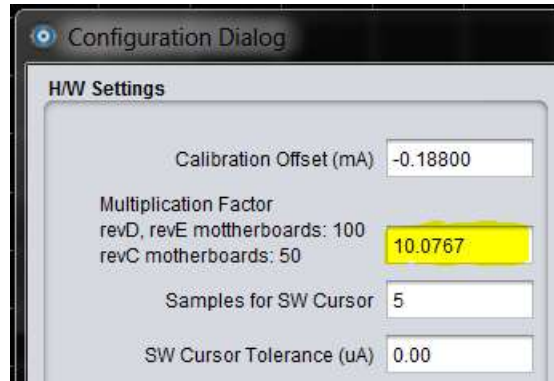 Configuration Dialog
H/W Settings
Calibration Offset (mA) -0.18800
Multiplication Factor
revD, revE mottherboards: 100
revC motherboards: 50
10.0767
Samples for SW Cursor 5
SW Cursor Tolerance (uA) 0.00